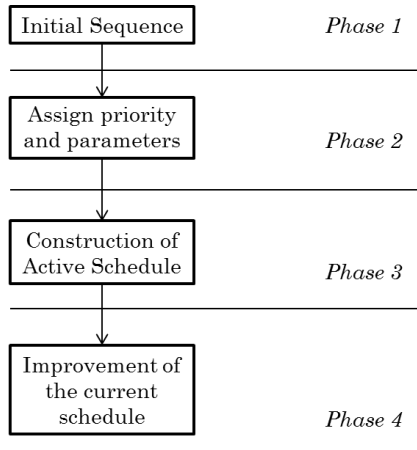 Initial Sequence
Phase 1
Assign priority
and parameters
Phase 2
Construction of
Active Schedule
Phase 3
Improvement of
the current
schedule
Phase 4